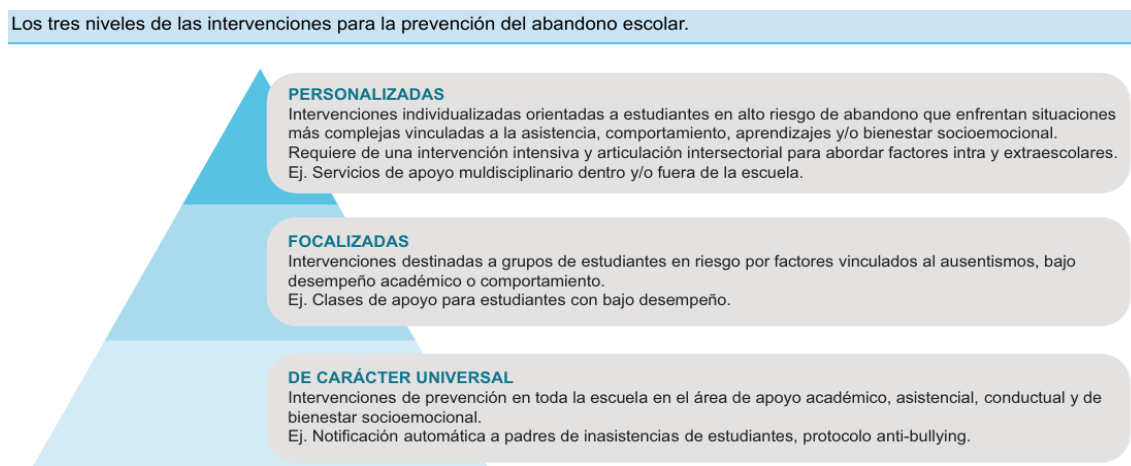 Los tres niveles de las intervenciones para la prevención del abandono escolar.
PERSONALIZADAS
Intervenciones individualizadas orientadas a estudiantes en alto riesgo de abandono que enfrentan situaciones
más complejas vinculadas a la asistencia, comportamiento, aprendizajes y/o bienestar socioemocional.
Requiere de una intervención intensiva y articulación intersectorial para abordar factores intra y extraescolares.
Ej. Servicios de apoyo muldisciplinario dentro y/o fuera de la escuela.
FOCALIZADAS
Intervenciones destinadas a grupos de estudiantes en riesgo por factores vinculados al ausentismos, bajo
desempeño académico o comportamiento.
Ej. Clases de apoyo para estudiantes con bajo desempeño.
DE CARÁCTER UNIVERSAL
Intervenciones de prevención en toda la escuela en el área de apoyo académico, asistencial, conductual y de
bienestar socioemocional.
Ej. Notificación automática a padres de inasistencias de estudiantes, protocolo anti-bullying.